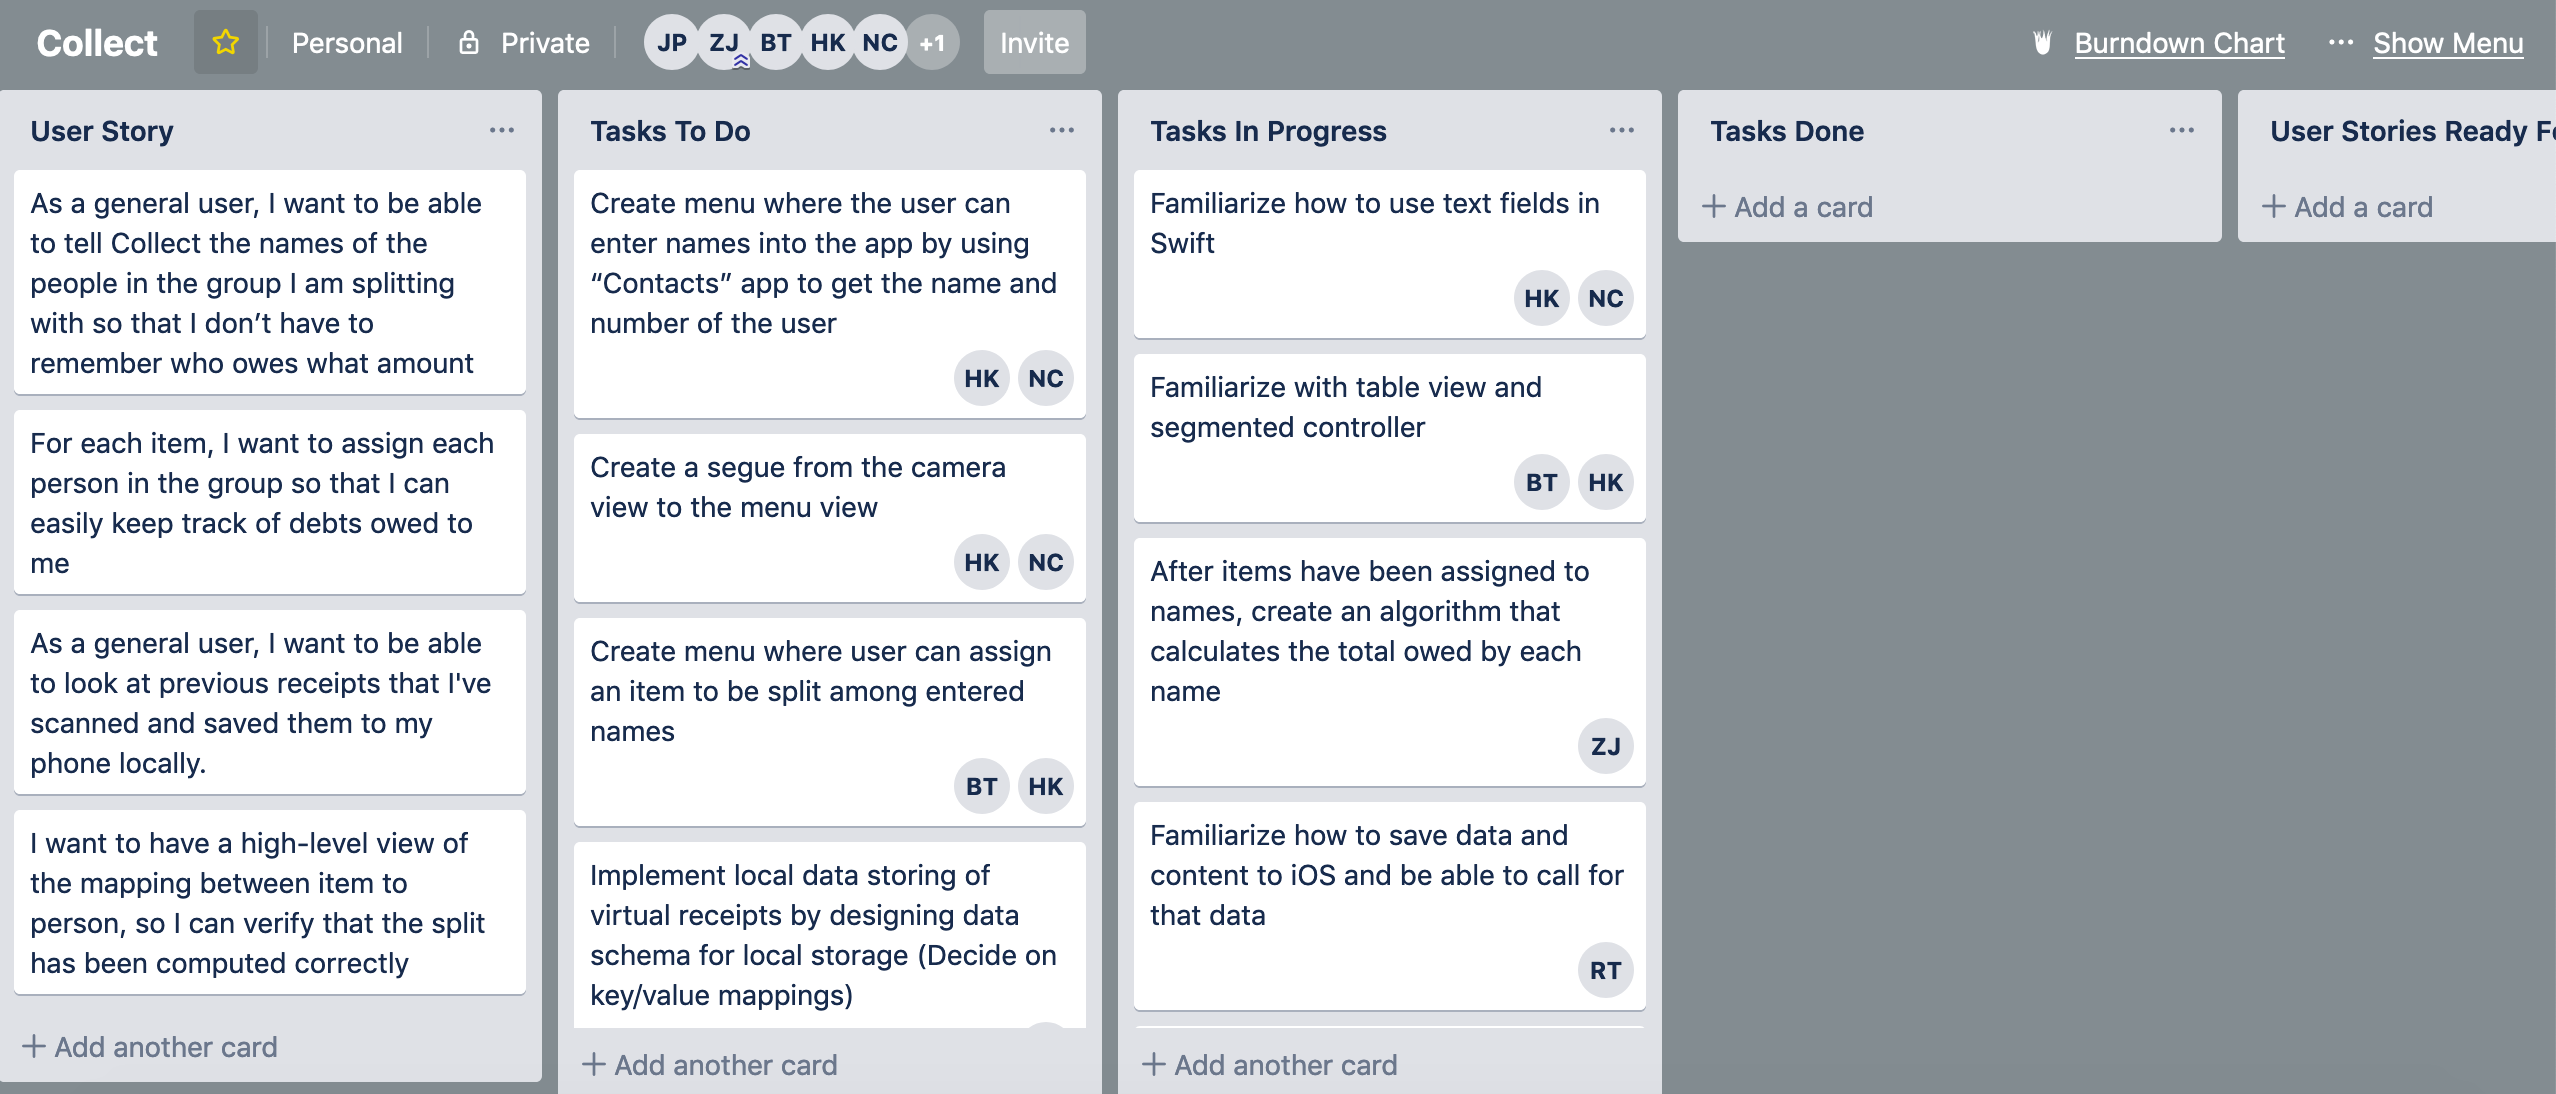 Collect Personal Private JP ZJ BT HK NC +1 Invite Burndown Chart ... Show Menu
User Story
As a general user, I want to be able
to tell Collect the names of the
people in the group I am splitting
with so that I don’t have to
remember who owes what amount
For each item, I want to assign each
person in the group so that I can
easily keep track of debts owed to
me
As a general user, I want to be able
to look at previous receipts that I've
scanned and saved them to my
phone locally.
I want to have a high-level view of
the mapping between item to
person, so I can verify that the split
has been computed correctly
+ Add another card
Tasks To Do
Create menu where the user can
enter names into the app by using
“Contacts” app to get the name and
number of the user
HK NC
Create a segue from the camera
view to the menu view
HK NC
Create menu where user can assign
an item to be split among entered
names
BT HK
Implement local data storing of
virtual receipts by designing data
schema for local storage (Decide on
key/value mappings)
+ Add another card
Tasks In Progress
Familiarize how to use text fields in
Swift
HK NC
Familiarize with table view and
segmented controller
BT HK
After items have been assigned to
names, create an algorithm that
calculates the total owed by each
name
ZJ
Familiarize how to save data and
content to iOS and be able to call for
that data
RT
+ Add another card
Tasks Done
+ Add a card
User Stories Ready
+ Add a card